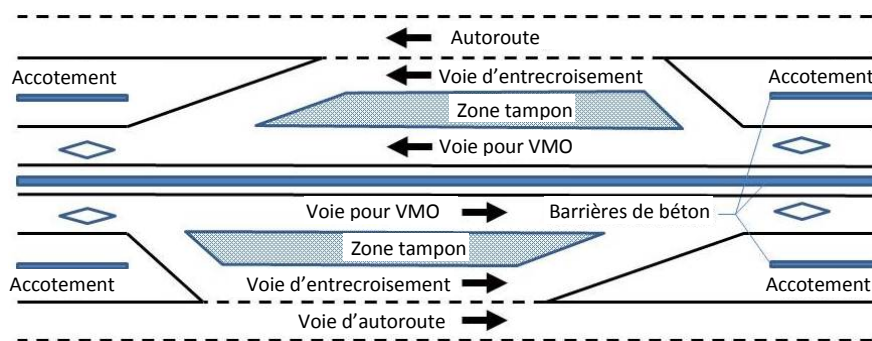 Autoroute
Accotement
Voie d'entrecroisement
Accotement
Zone tampon
Voie pour VMO
Voie pour VMO
Barrières de béton
Zone tampon
Accotement
Voie d'entrecroisement
Accotement
Voie d'autoroute